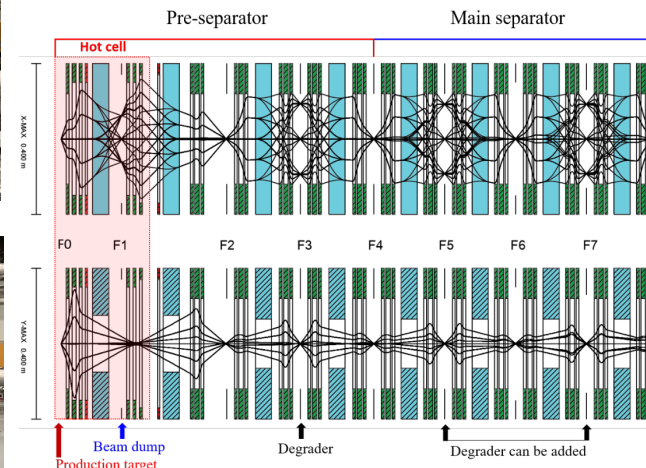 Pre-separator
Main separator
Hot cell
X-MAX 0.400 m
F0
F1
F2
F3
F4
F5
F6
F7
Y-MAX 0.400 m
Beam dump
Degrader
Degrader can be added
Production target